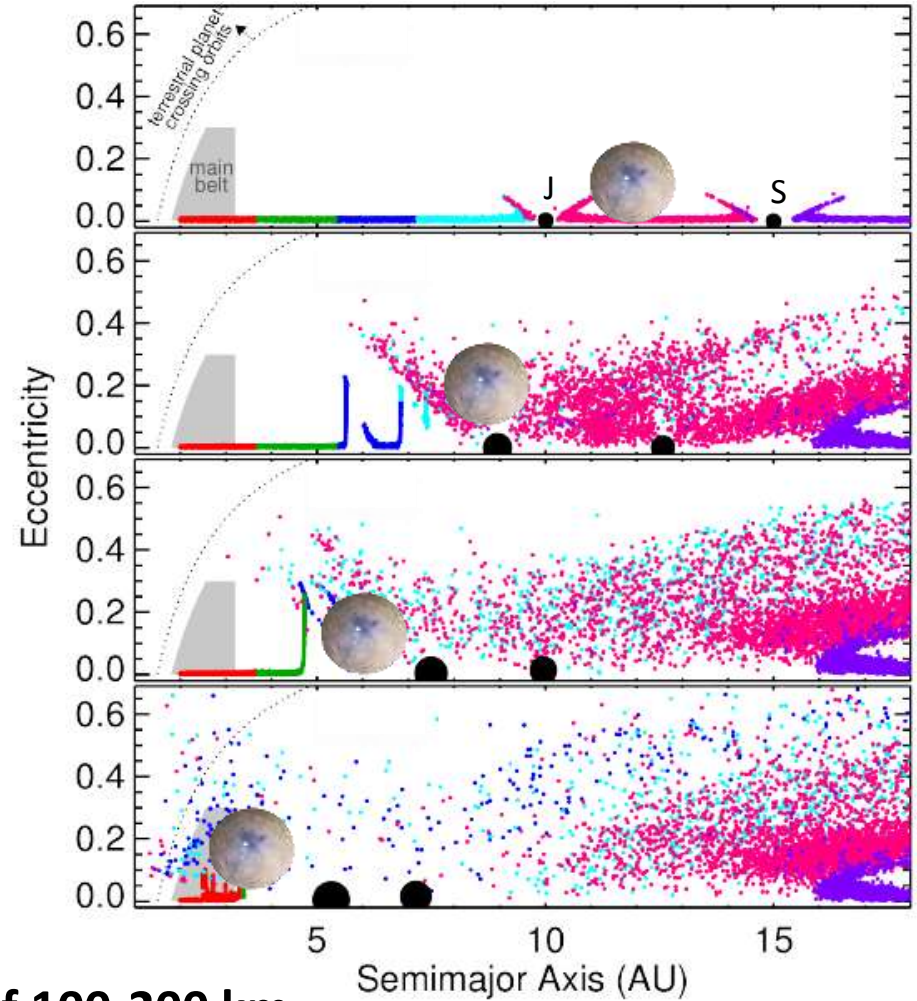 terrestrial planet-
crossing orbits
0.6
0.4
0.2
0.0
main
belt
J
S
0.6
0.4
0.2
0.0
Eccentricity
0.6
0.4
0.2
0.0
0.6
0.4
0.2
0.0
5 10 15
Semimajor Axis (AU)